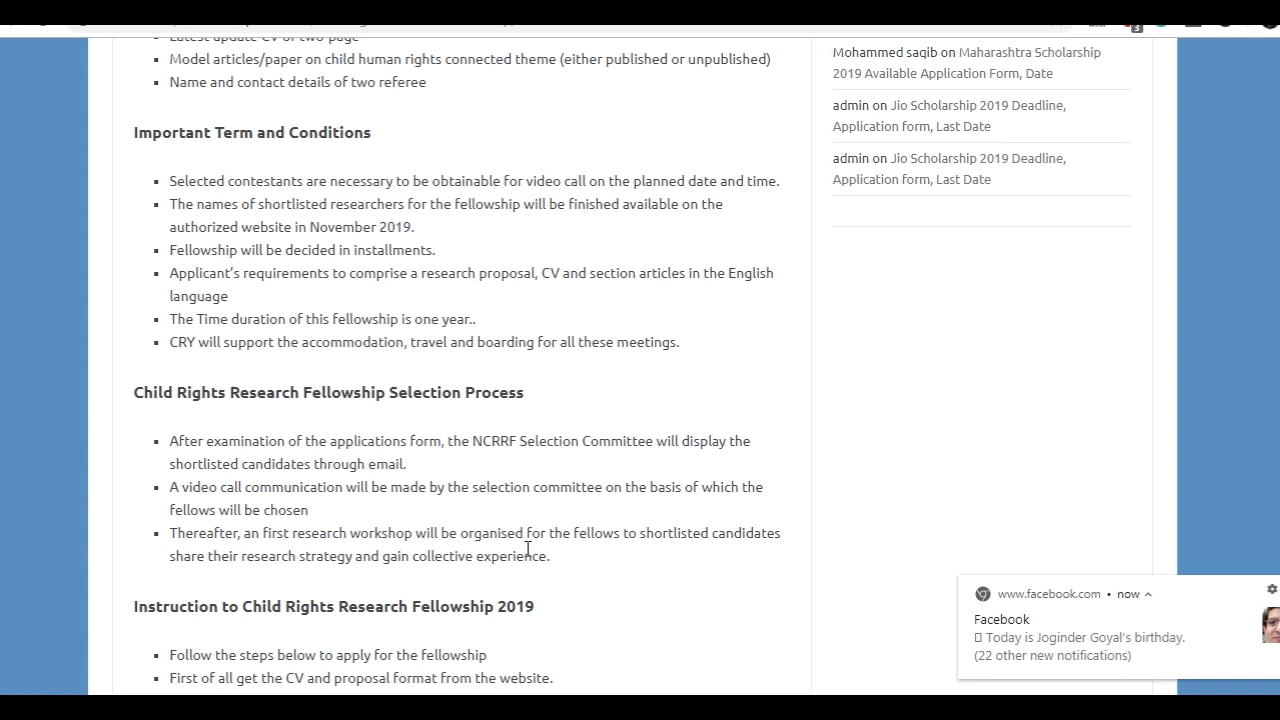 Latest update CV of two page
Model articles/paper on child human rights connected theme (either published or unpublished)
Name and contact details of two referee
Important Term and Conditions
Selected contestants are necessary to be obtainable for video call on the planned date and time.
The names of shortlisted researchers for the fellowship will be finished available on the
authorized website in November 2019.
Fellowship will be decided in installments.
Applicant's requirements to comprise a research proposal, CV and section articles in the English
language
The Time duration of this fellowship is one year..
CRY will support the accommodation, travel and boarding for all these meetings.
Child Rights Research Fellowship Selection Process
After examination of the applications form, the NCRRF Selection Committee will display the
shortlisted candidates through email.
A video call communication will be made by the selection committee on the basis of which the
fellows will be chosen
Thereafter, an first research workshop will be organised for the fellows to shortlisted candidates
share their research strategy and gain collective experience.
Instruction to Child Rights Research Fellowship 2019
Follow the steps below to apply for the fellowship
First of all get the CV and proposal format from the website.
3
Mohammed saqib on Maharashtra Scholarship
2019 Available Application Form, Date
admin on Jio Scholarship 2019 Deadline,
Application form, Last Date
admin on Jio Scholarship 2019 Deadline,
Application form, Last Date
www.facebook.com • now
Facebook
Today is Joginder Goyal's birthday.
(22 other new notifications)